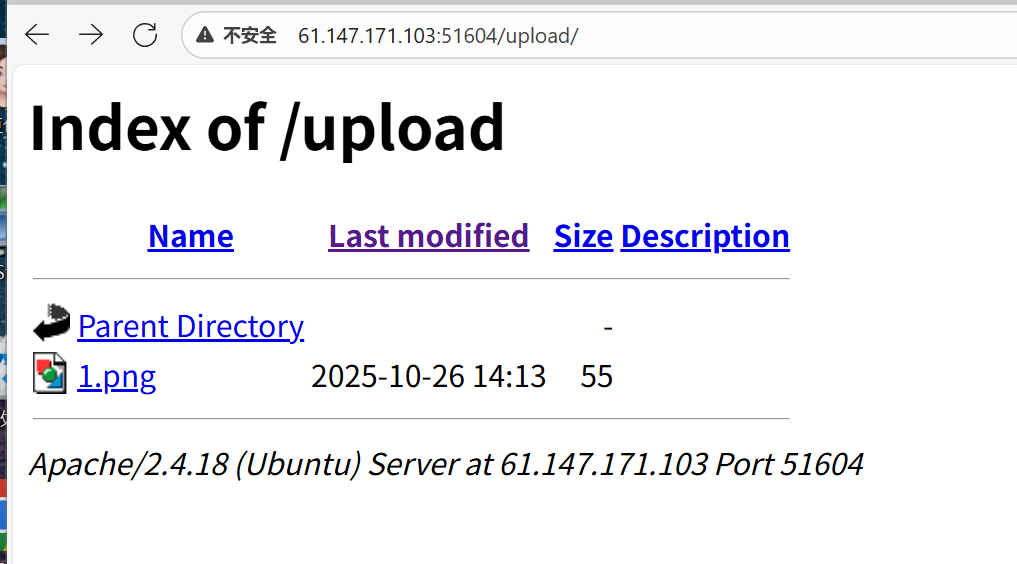 不安全 61.147.171.103:51604/upload/
Index of /upload
Name Last modified Size Description
Parent Directory -
1.png 2025-10-26 14:13 55
Apache/2.4.18 (Ubuntu) Server at 61.147.171.103 Port 51604